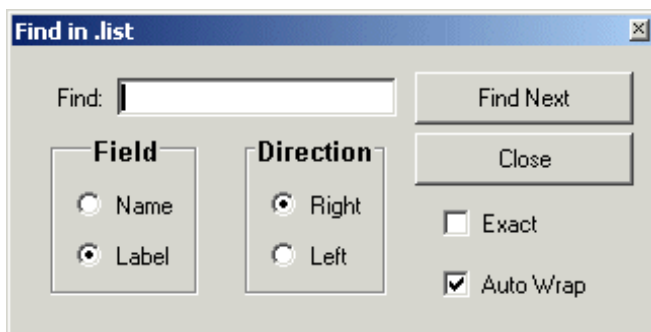 Find in .list
Find:
Find Next
Field
Direction
Close
Name
Right
Exact
Label
Left
Auto Wrap